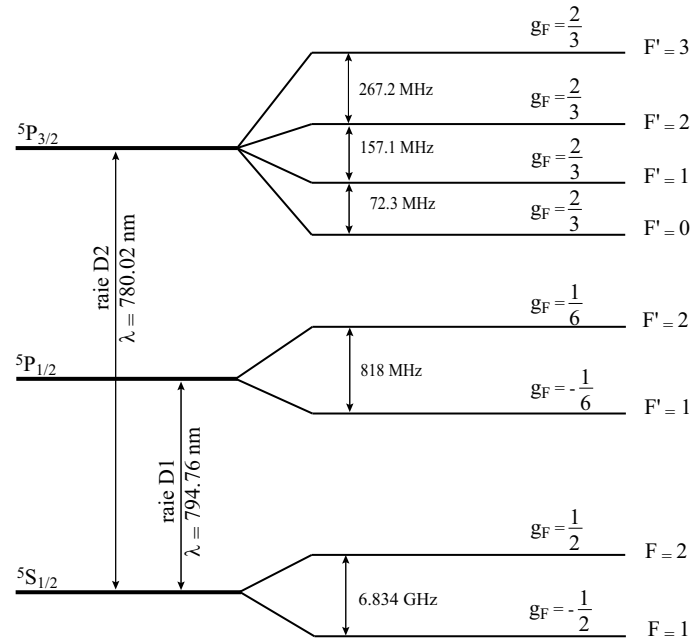 g_F = 2/3 F' = 3
267.2 MHz
g_F = 2/3 F' = 2
⁵P₃/₂
157.1 MHz
g_F = 2/3 F' = 1
72.3 MHz
g_F = 2/3 F' = 0
raie D2
λ = 780.02 nm
g_F = 1/6 F' = 2
⁵P₁/₂
818 MHz
g_F = -1/6 F' = 1
raie D1
λ = 794.76 nm
g_F = 1/2 F = 2
⁵S₁/₂
6.834 GHz
g_F = -1/2 F = 1